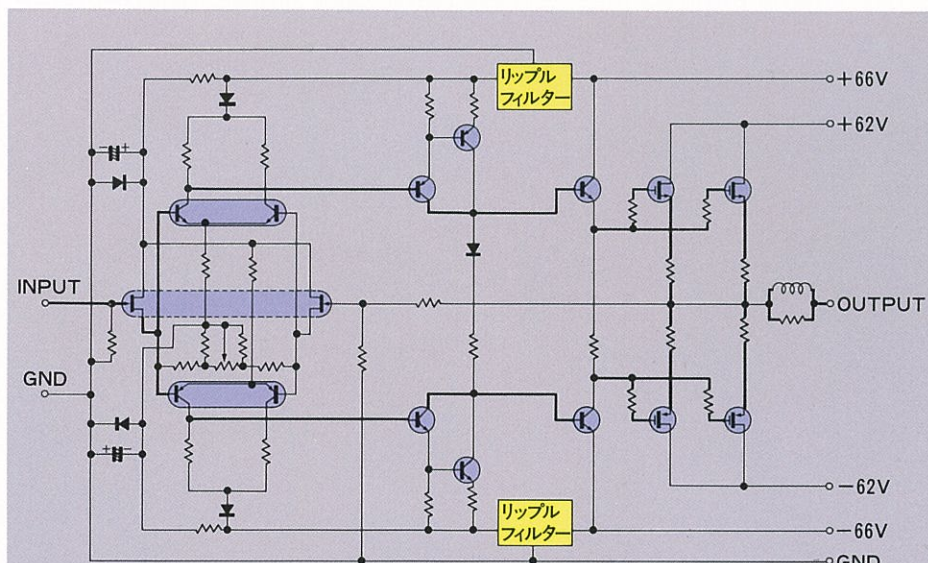 リップル
フィルター
+66V
+62V
INPUT
OUTPUT
GND
-62V
リップル
フィルター
-66V
GND